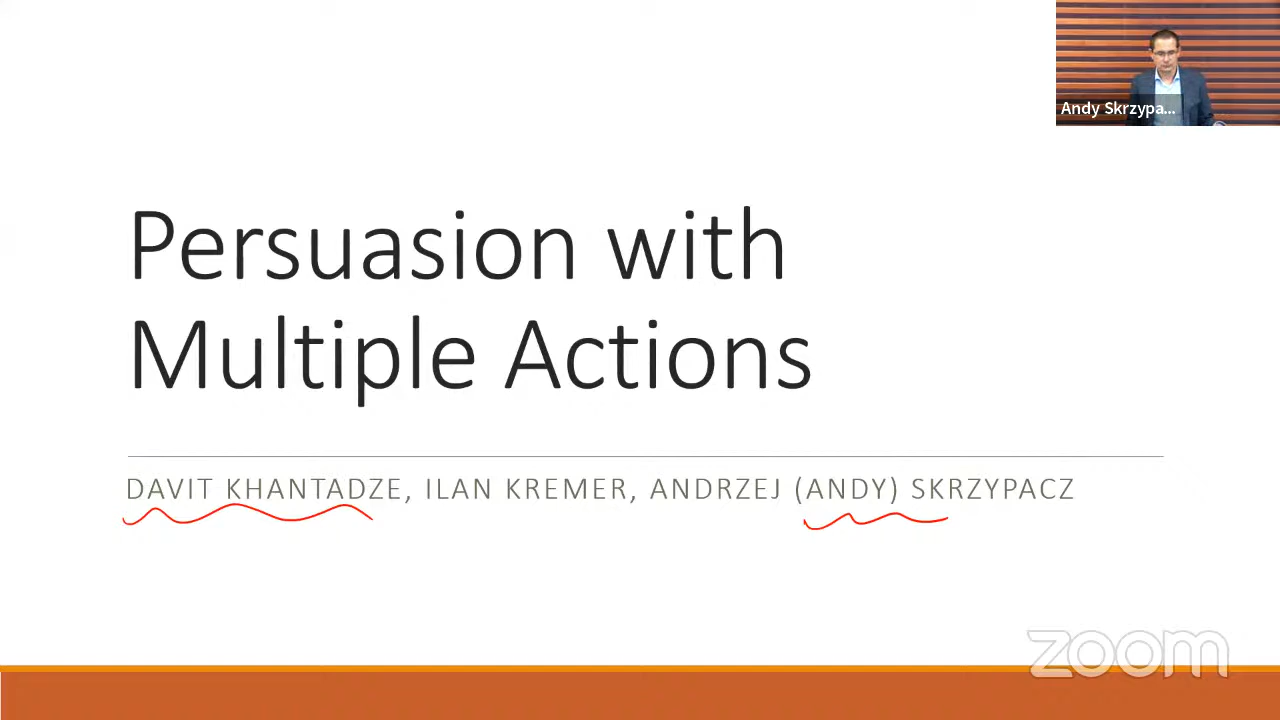 Andy Skrzypa...
Persuasion with
Multiple Actions
DAVIT KHANTADZE, ILAN KREMER, ANDRZEJ (ANDY) SKRZYPACZ
zoom